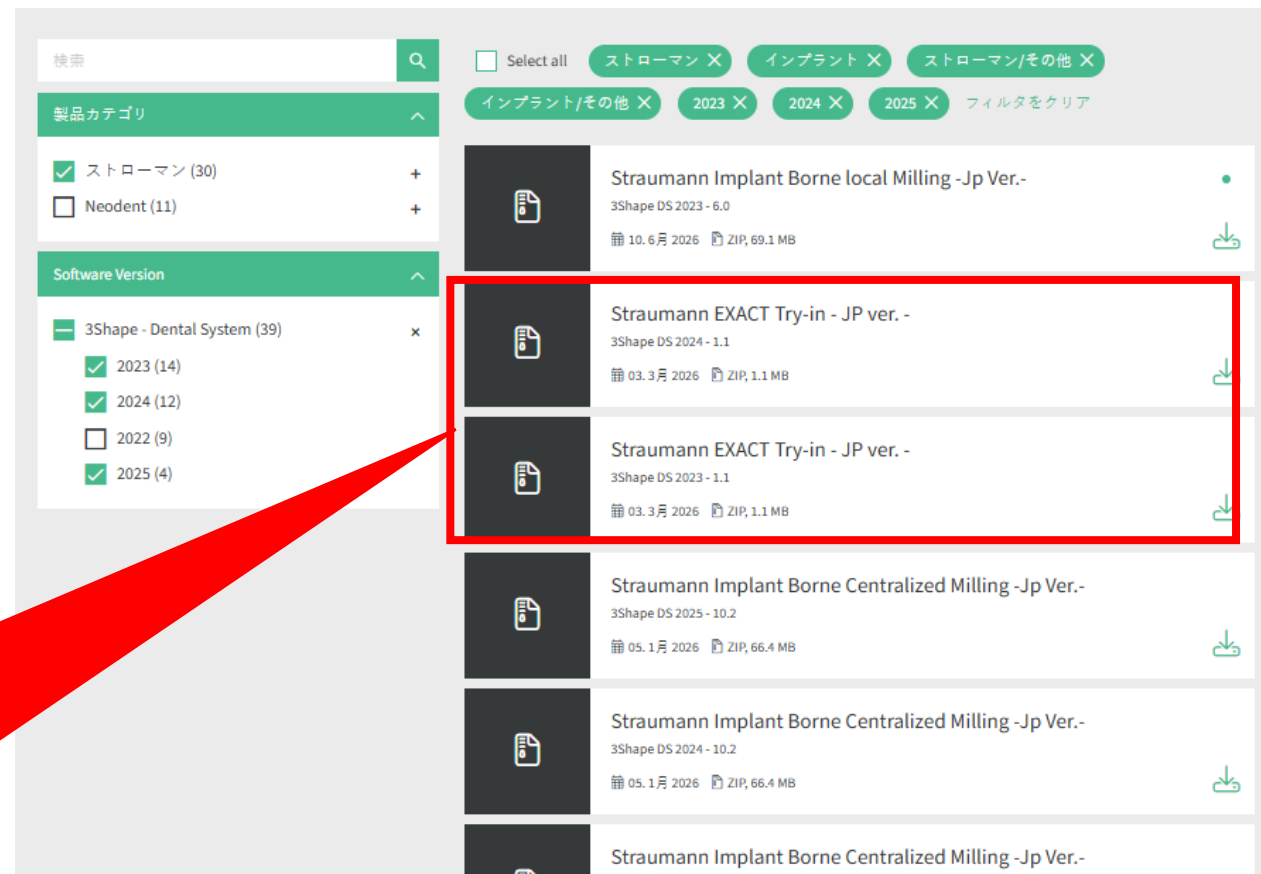 検索
製品カテゴリ
ストローマン (30)
Neodent (11)
Software Version
3Shape - Dental System (39)
2023 (14)
2024 (12)
2022 (9)
2025 (4)
Select all ストローマン インプラント ストローマン/その他
インプラント/その他 2023 2024 2025 フィルタをクリア
Straumann Implant Borne local Milling -Jp Ver.-
3Shape DS 2023 - 6.0
10. 6月 2026 ZIP, 69.1 MB
Straumann EXACT Try-in - JP ver. -
3Shape DS 2024 - 1.1
03. 3月 2026 ZIP, 1.1 MB
Straumann EXACT Try-in - JP ver. -
3Shape DS 2023 - 1.1
03. 3月 2026 ZIP, 1.1 MB
Straumann Implant Borne Centralized Milling -Jp Ver.-
3Shape DS 2025 - 10.2
05. 1月 2026 ZIP, 66.4 MB
Straumann Implant Borne Centralized Milling -Jp Ver.-
3Shape DS 2024 - 10.2
05. 1月 2026 ZIP, 66.4 MB
Straumann Implant Borne Centralized Milling -Jp Ver.-